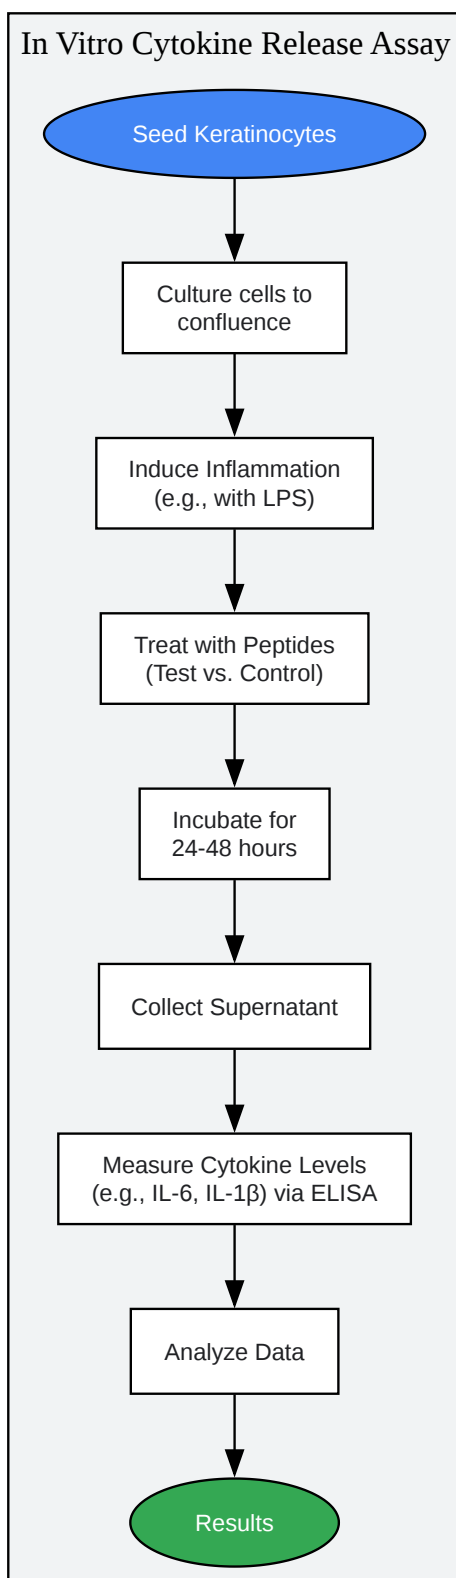 In Vitro Cytokine Release Assay
Seed Keratinocytes
Culture cells to
confluence
Induce Inflammation
(e.g., with LPS)
Treat with Peptides
(Test vs. Control)
Incubate for
24-48 hours
Collect Supernatant
Measure Cytokine Levels
(e.g., IL-6, IL-1β) via ELISA
Analyze Data
Results